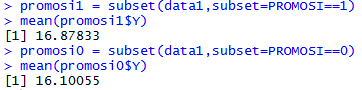 > promosi1 = subset(data1,subset=PROMOSI==1)
> mean(promosi1$Y)
[1] 16.87833
> promosi0 = subset(data1,subset=PROMOSI==0)
> mean(promosi0$Y)
[1] 16.10055